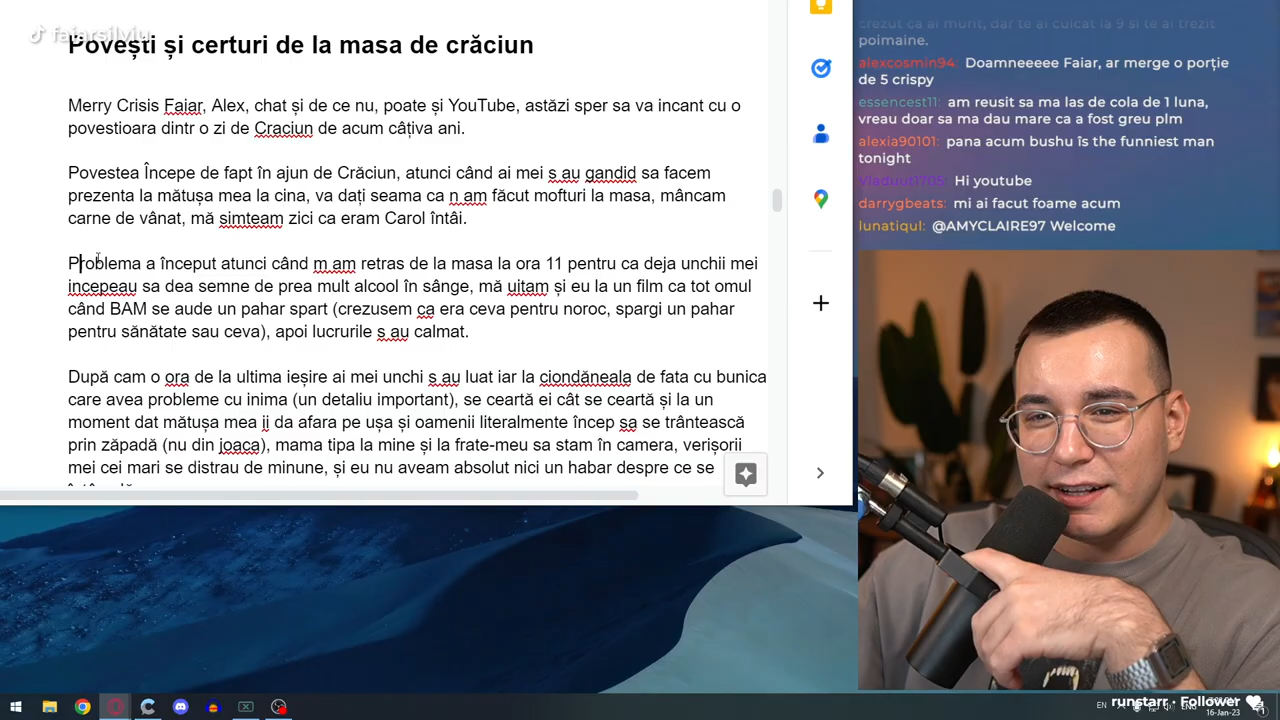 faiarsilviu
Povești și certuri de la masa de crăciun
Merry Crisis Faiar, Alex, chat și de ce nu, poate și YouTube, astăzi sper sa va incant cu o
povestioara dintr o zi de Craciun de acum câțiva ani.
Povestea Începe de fapt în ajun de Crăciun, atunci când ai mei s au gandid sa facem
prezenta la matușa mea la cina, va dați seama ca n am făcut mofturi la masa, mâncam
carne de vânat, mă simteam zici ca eram Carol întâi.
Problema a început atunci când m am retras de la masa la ora 11 pentru ca deja unchii mei
incepeau sa dea semne de prea mult alcool în sânge, mă uitam și eu la un film ca tot omul
când BAM se aude un pahar spart (crezusem ca era ceva pentru noroc, spargi un pahar
pentru sănătate sau ceva), apoi lucrurile s au calmat.
După cam o ora de la ultima ieșire ai mei unchi s au luat iar la ciondăneala de fata cu bunica
care avea probleme cu inima (un detaliu important), se ceartă ei cât se ceartă și la un
moment dat mătușa mea ii da afara pe ușa și oamenii literalmente încep sa se trântească
prin zăpadă (nu din joaca), mama tipa la mine și la frate-meu sa stam în camera, verișorii
mei cei mari se distrau de minune, și eu nu aveam absolut nici un habar despre ce se
crezut ca ai murit, dar te ai culcat la 9 si te ai trezit
poimaine.
alexcosmin94: Doamneeeee Faiar, ar merge o porție
de 5 crispy
essencest11: am reusit sa ma las de cola de 1 luna,
vreau doar sa ma dau mare ca a fost greu plm
alexia90101: pana acum bushu îs the funniest man
tonight
Vladuut1705: Hi youtube
darrygbeats: mi ai facut foame acum
lunatiqul: @AMYCLAIRE97 Welcome
runstarr · Follower
EN
16-Jan-23